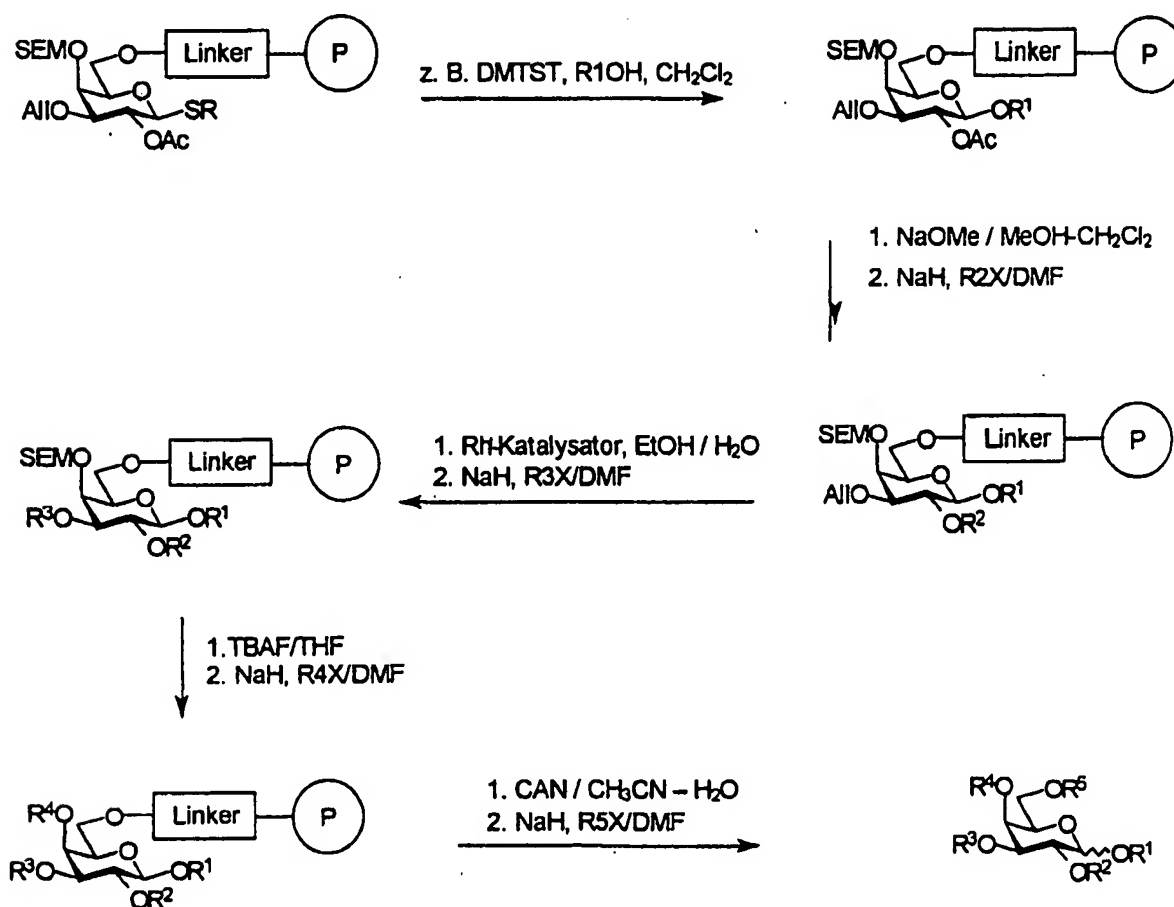 SEMO O Linker P
O
AllO SR
OAc
z. B. DMTST, R1OH, CH₂Cl₂
SEMO O Linker P
O
AllO OR¹
OAc
1. NaOMe / MeOH-CH₂Cl₂
2. NaH, R2X/DMF
SEMO O Linker P
O
R³O OR¹
OR²
1. Rh-Katalysator, EtOH / H₂O
2. NaH, R3X/DMF
SEMO O Linker P
O
AllO OR¹
OR²
1.TBAF/THF
2. NaH, R4X/DMF
R⁴O O Linker P
O
R³O OR¹
OR²
1. CAN / CH₃CN – H₂O
2. NaH, R5X/DMF
R⁴O OR⁵
O
R³O OR¹
OR²